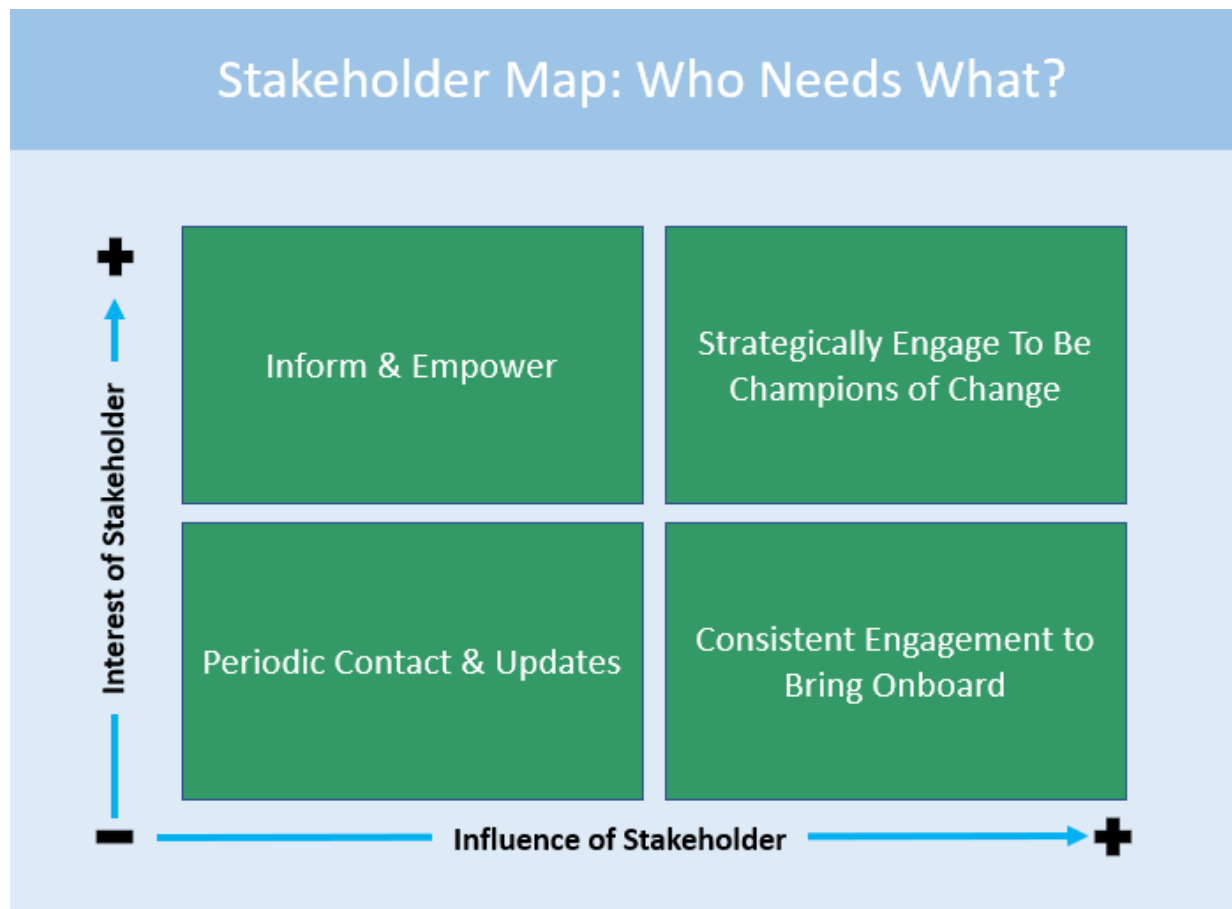 Stakeholder Map: Who Needs What?
Interest of Stakeholder
Inform & Empower
Strategically Engage To Be
Champions of Change
Periodic Contact & Updates
Consistent Engagement to
Bring Onboard
Influence of Stakeholder